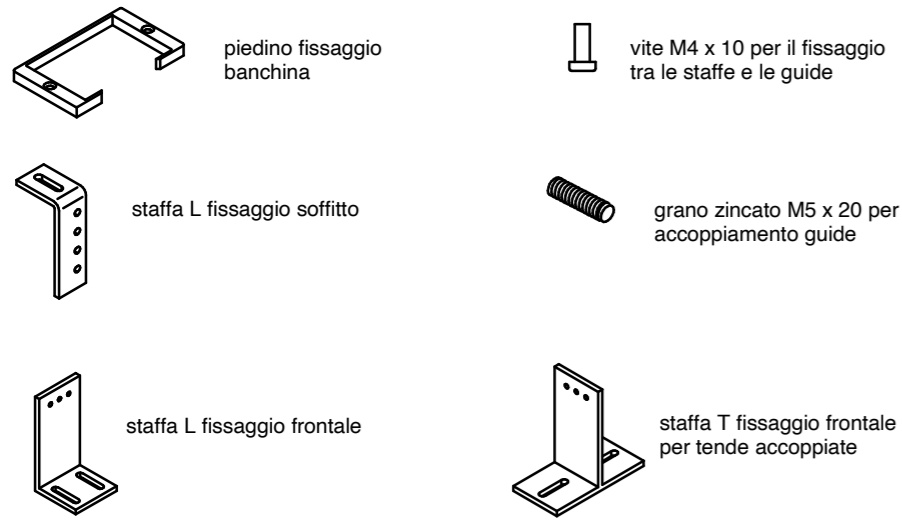 piedino fissaggio
banchina
vite M4 x 10 per il fissaggio
tra le staffe e le guide
staffa L fissaggio soffitto
grano zincato M5 x 20 per
accoppiamento guide
staffa L fissaggio frontale
staffa T fissaggio frontale
per tende accoppiate